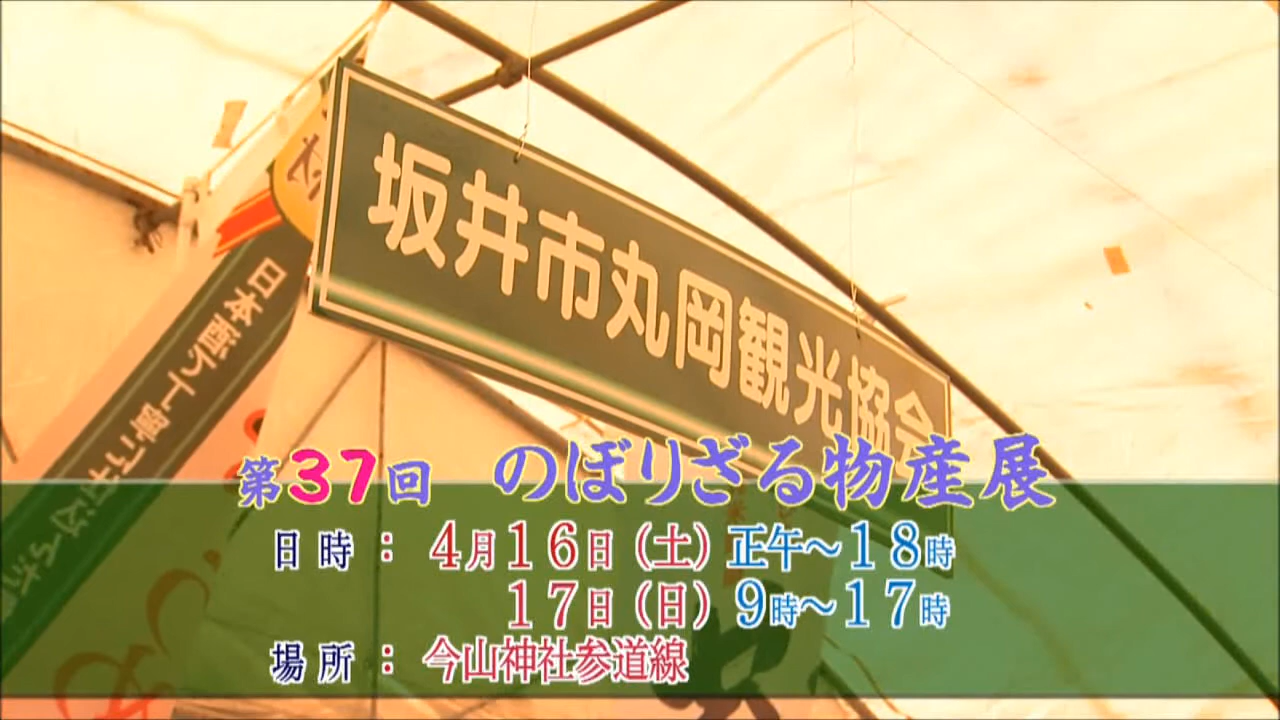 坂井市丸岡観光協会
第37回 のぼりざる物産展
日時： 4月16日（土）正午～18時
17日（日）9時～17時
場所： 今山神社参道線